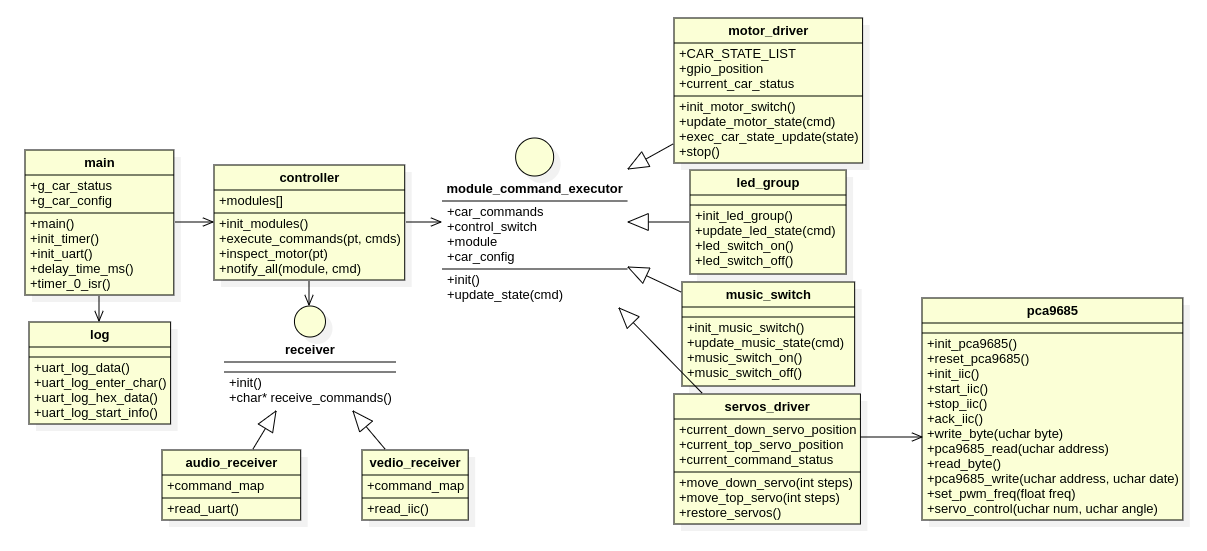 motor_driver
+CAR_STATE_LIST
+gpio_position
+current_car_status
+init_motor_switch()
+update_motor_state(cmd)
+exec_car_state_update(state)
+stop()
main
+g_car_status
+g_car_config
+main()
+init_timer()
+init_uart()
+delay_time_ms()
+timer_0_isr()
controller
+modules[]
+init_modules()
+execute_commands(pt, cmds)
+inspect_motor(pt)
+notify_all(module, cmd)
module_command_executor
+car_commands
+control_switch
+module
+car_config
+init()
+update_state(cmd)
led_group
+init_led_group()
+update_led_state(cmd)
+led_switch_on()
+led_switch_off()
music_switch
+init_music_switch()
+update_music_state(cmd)
+music_switch_on()
+music_switch_off()
log
+uart_log_data()
+uart_log_enter_char()
+uart_log_hex_data()
+uart_log_start_info()
receiver
+init()
+char* receive_commands()
audio_receiver
+command_map
+read_uart()
vedio_receiver
+command_map
+read_iic()
servos_driver
+current_down_servo_position
+current_top_servo_position
+current_command_status
+move_down_servo(int steps)
+move_top_servo(int steps)
+restore_servos()
pca9685
+init_pca9685()
+reset_pca9685()
+init_iic()
+start_iic()
+stop_iic()
+ack_iic()
+write_byte(uchar byte)
+pca9685_read(uchar address)
+read_byte()
+pca9685_write(uchar address, uchar date)
+set_pwm_freq(float freq)
+servo_control(uchar num, uchar angle)